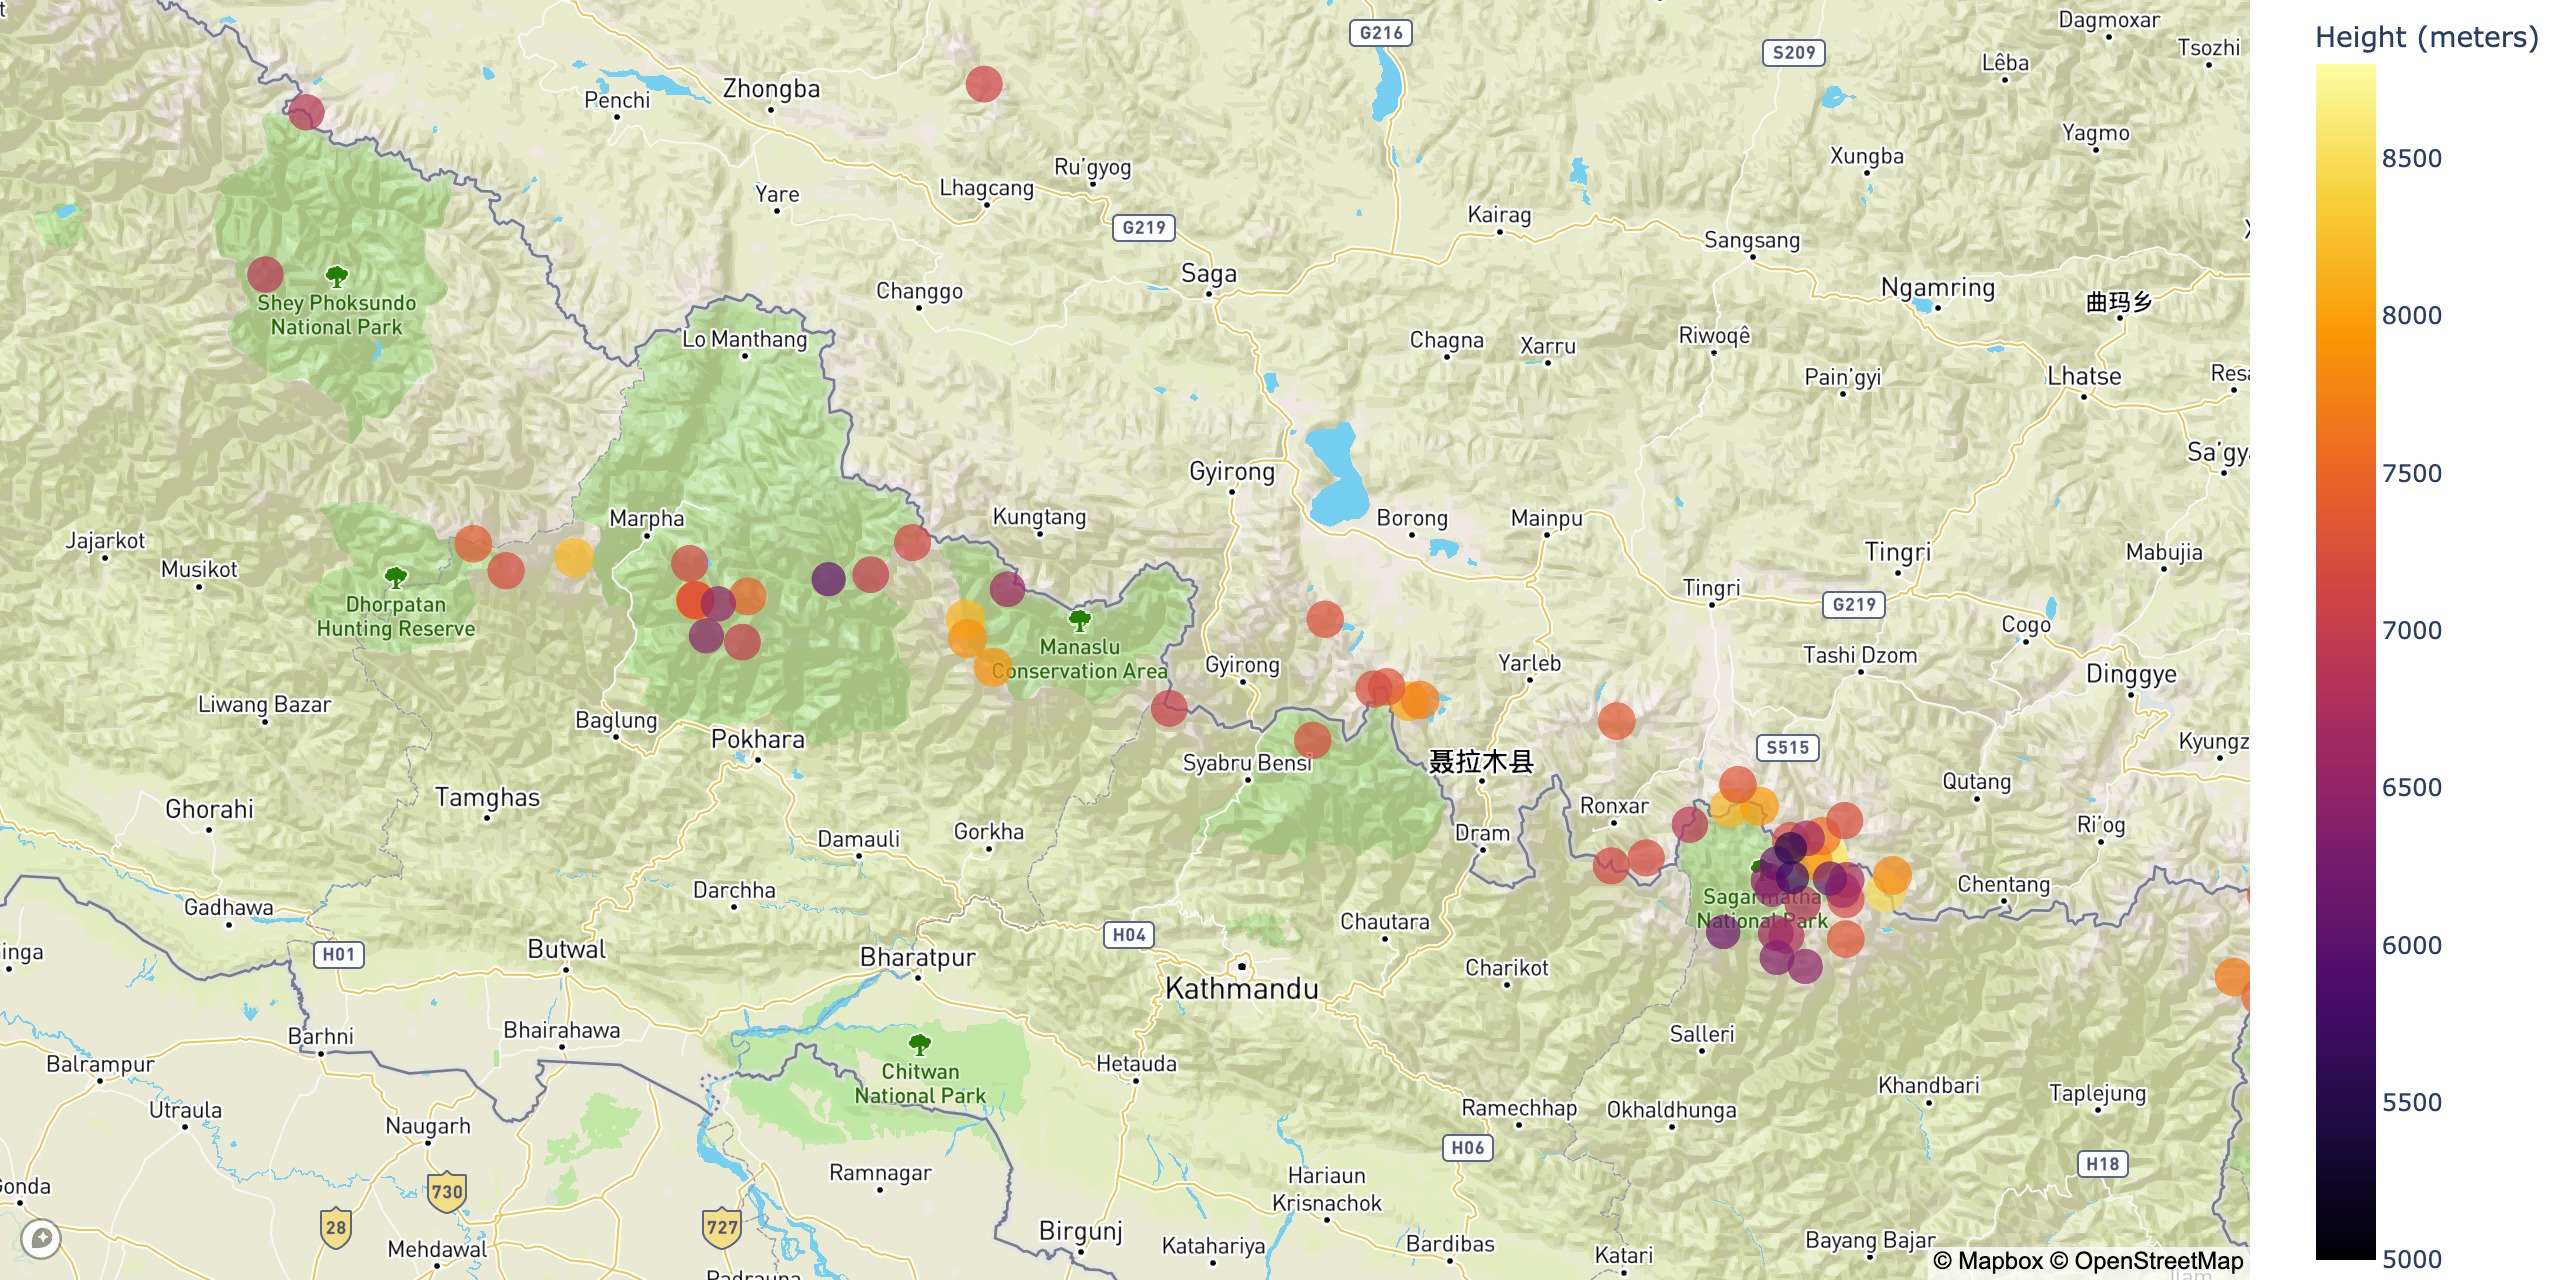 t
G216
Dagmoxar
Height (meters)
S209
Tsozhi
Lêba
Zhongba
Penchi
Yagmo
8500
Xungba
Ru'gyog
Lhagcang
Yare
Kairag
G219
Sangsang
Saga
Changgo
Ngamring
曲玛乡
Shey Phoksundo
National Park
8000
Lo Manthang
Chagna
Xarru
Riwoqê
Pain'gyi
Lhatse
Resa
Sa'gya
Gyirong
7500
Marpha
Kungtang
Borong
Mainpu
Jajarkot
Musikot
Tingri
Mabujia
Tingri
G219
Dhorpatan
Hunting Reserve
Cogo
7000
Manaslu
Conservation Area
Gyirong
Yarleb
Tashi Dzom
Dinggye
Liwang Bazar
Baglung
Pokhara
S515
Kyungz
Syabru Bensi
聂拉木县
Qutang
6500
Tamghas
Ghorahi
Ronxar
Damauli
Gorkha
Dram
Ri'og
Darchha
Chentang
Sagarmatha
National Park
Gadhawa
Chautara
H04
6000
inga
H01
Butwal
Bharatpur
Charikot
Kathmandu
Barhni
Bhairahawa
Salleri
Balrampur
Hetauda
Chitwan
National Park
Khandbari
Taplejung
5500
Utraula
Ramechhap
Okhaldhunga
Naugarh
H06
H18
Gonda
730
Ramnagar
Hariaun
Krisnachok
28
727
Birgunj
Katahariya
Bardibas
Mehdawal
Katari
Bayang Bajar
© Mapbox © OpenStreetMap
5000
Padrauna